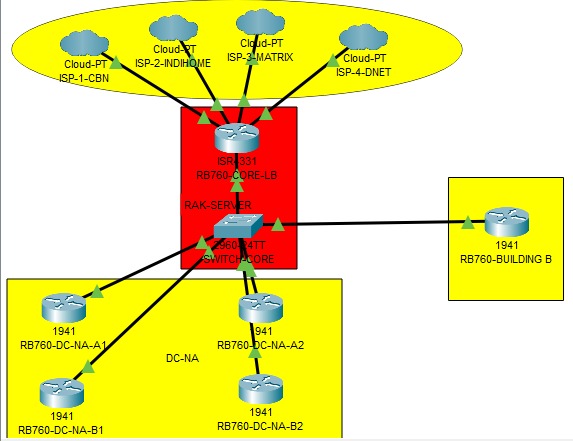 Cloud-PT
ISP-1-CBN
Cloud-PT
ISP-2-INDIHOME
Cloud-PT
ISP-3-MATRIX
Cloud-PT
ISP-4-DNET
ISR4331
RB760-CORE-LB
RAK-SERVER
2960-24TT
SWITCH-CORE
1941
RB760-BUILDING B
1941
RB760-DC-NA-A1
1941
RB760-DC-NA-A2
DC-NA
1941
RB760-DC-NA-B1
1941
RB760-DC-NA-B2